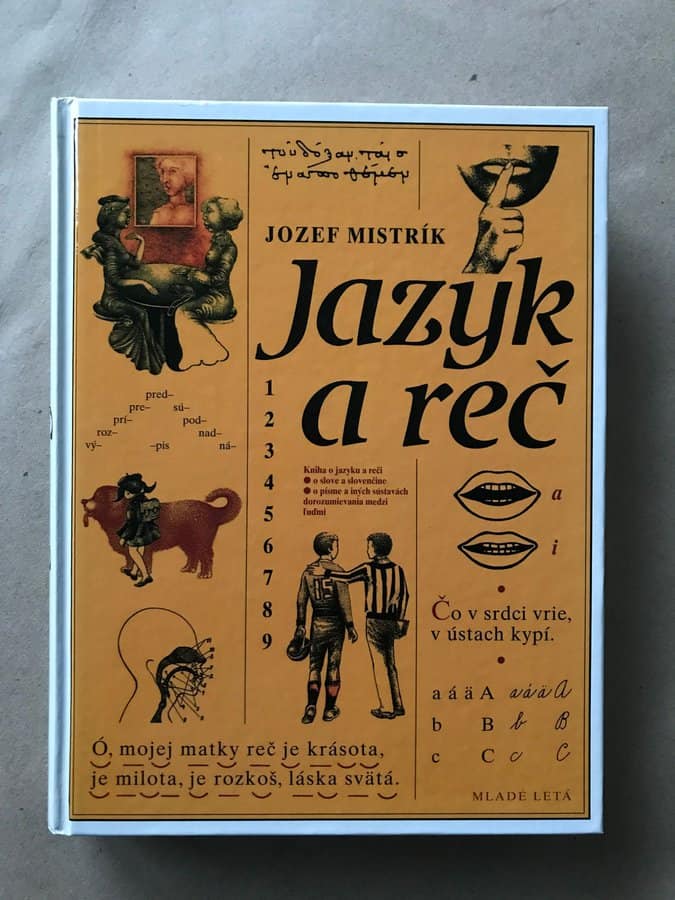 JOZEF MISTRÍK
Jazyk
a reč
pred–
pre– sú–
prí– pod–
roz– nad–
vý– –pis ná–
1
2
3
4
5
6
7
8
9
Kniha o jazyku a reči
● o slove a slovenčine
● o písme a iných sústavách
dorozumievania medzi
ľuďmi
a
i
15
Čo v srdci vrie,
v ústach kypí.
a á ä A a á ä A
b B b B
c C c C
Ó, mojej matky reč je krásota,
je milota, je rozkoš, láska svätá.
MLADÉ LETÁ